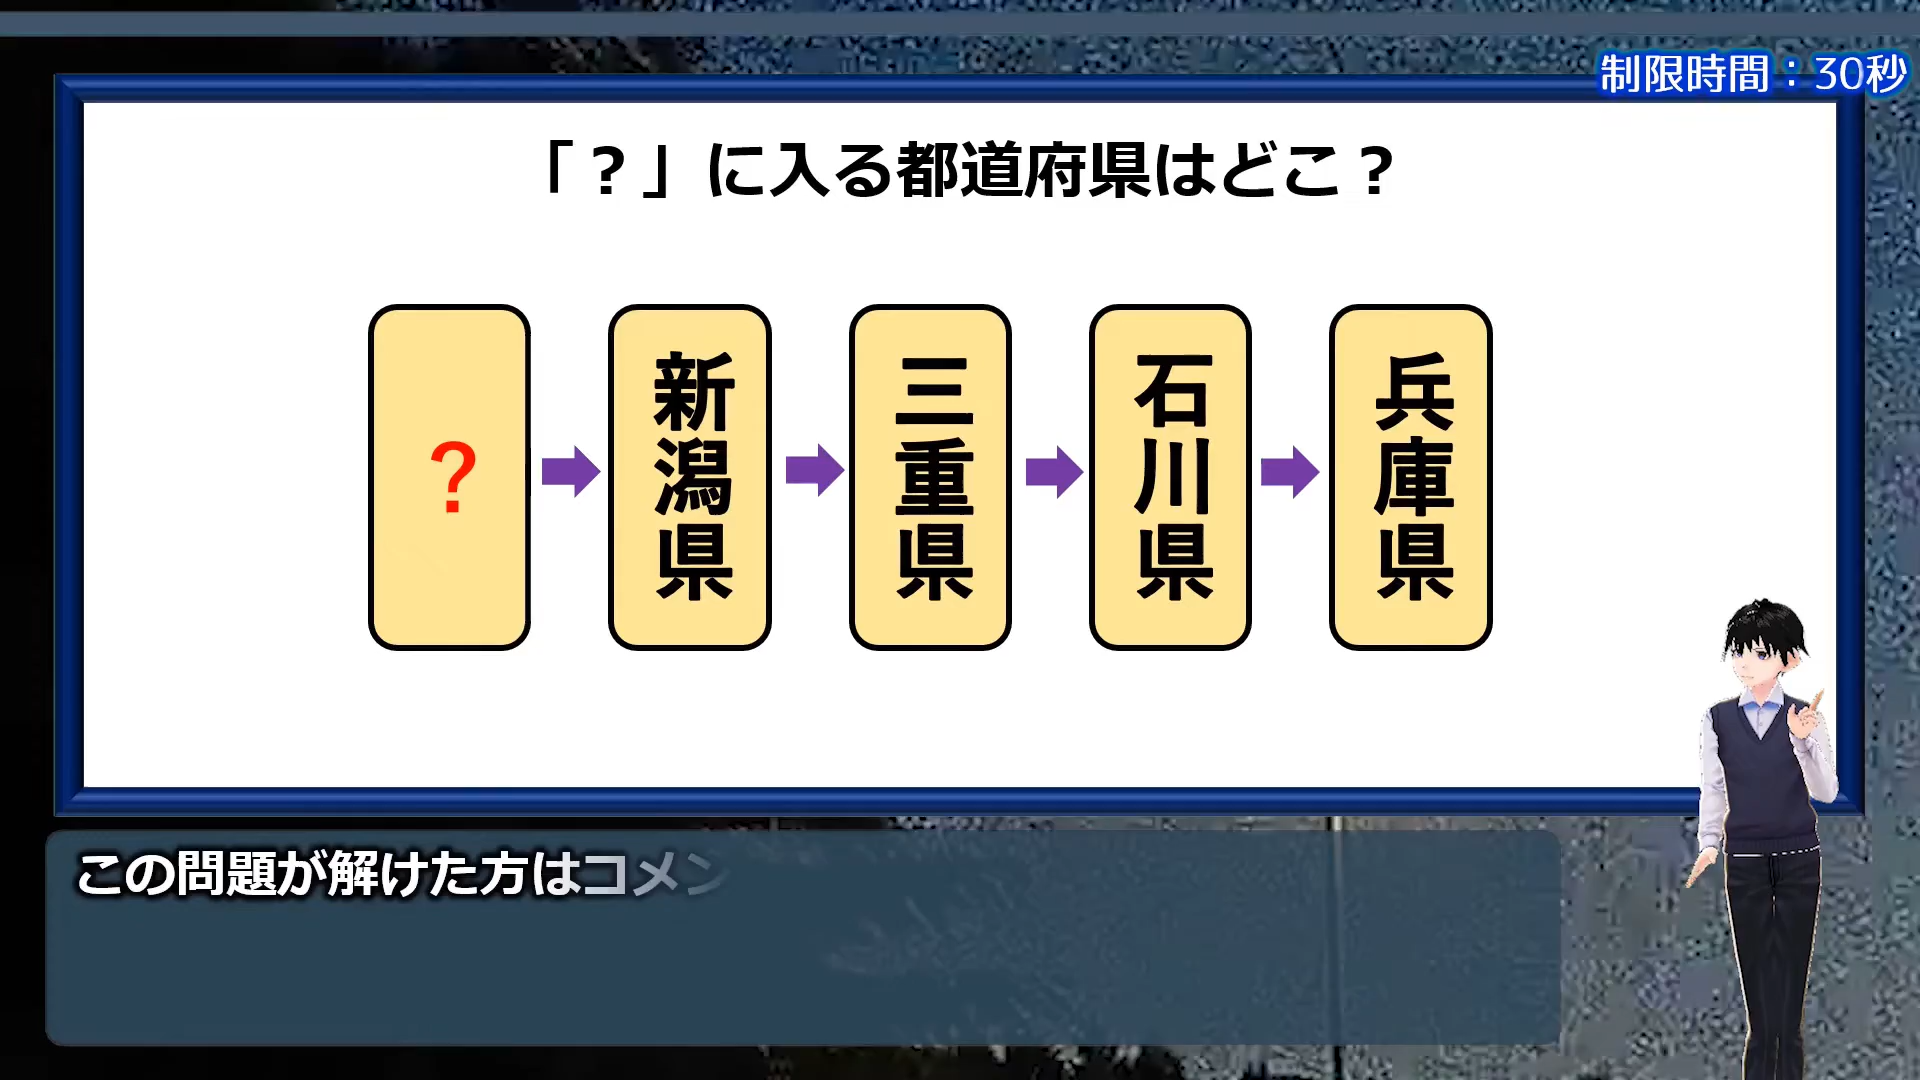 制限時間：30秒
「？」に入る都道府県はどこ？
？
新潟県
三重県
石川県
兵庫県
この問題が解けた方はコメン